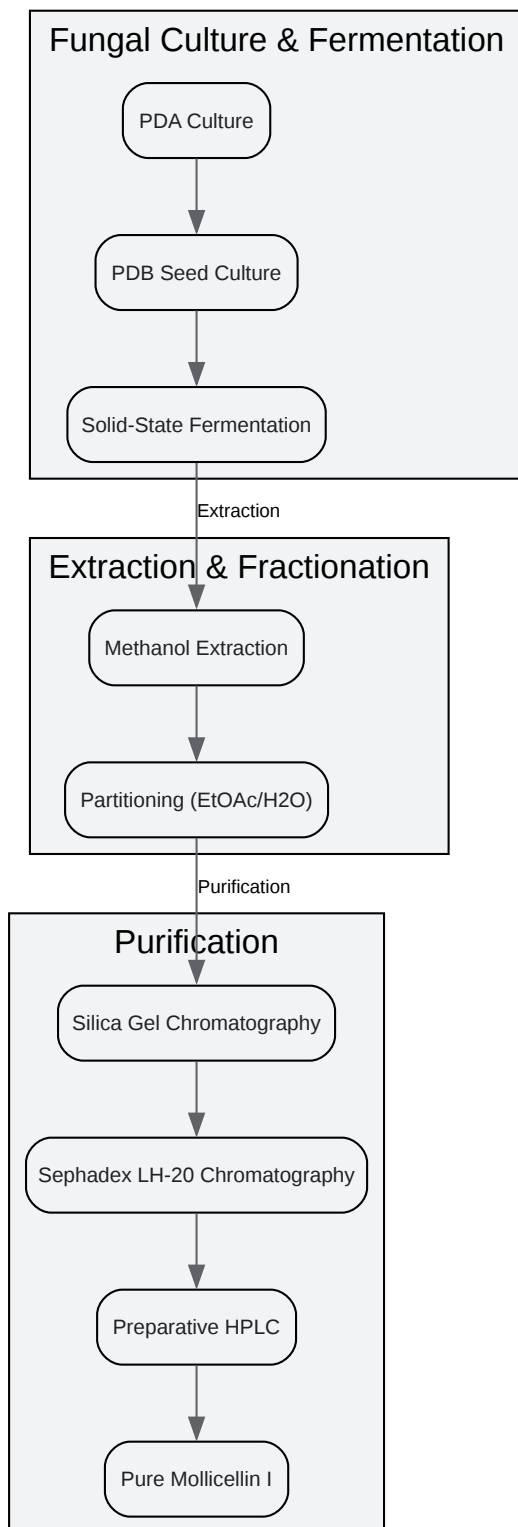 Fungal Culture & Fermentation
PDA Culture
PDB Seed Culture
Solid-State Fermentation
Extraction
Extraction & Fractionation
Methanol Extraction
Partitioning (EtOAc/H2O)
Purification
Purification
Silica Gel Chromatography
Sephadex LH-20 Chromatography
Preparative HPLC
Pure Mollicellin I